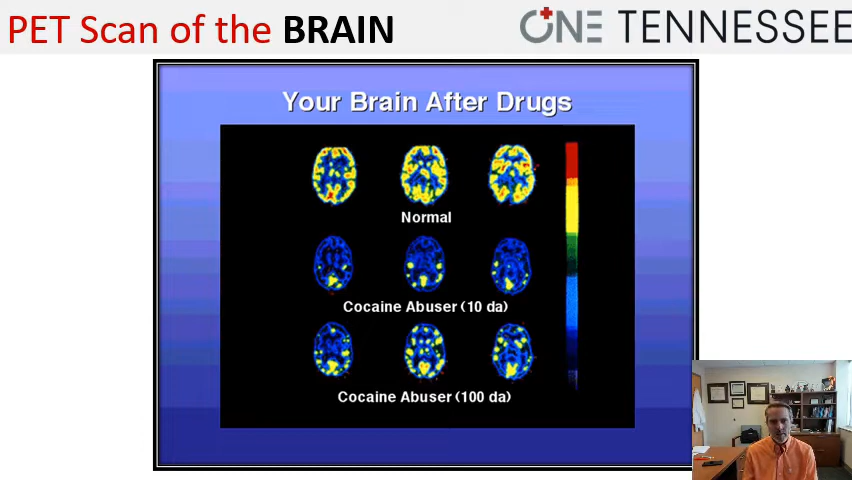 PET Scan of the BRAIN
ONE TENNESSEE
Your Brain After Drugs
Normal
Cocaine Abuser (10 da)
Cocaine Abuser (100 da)